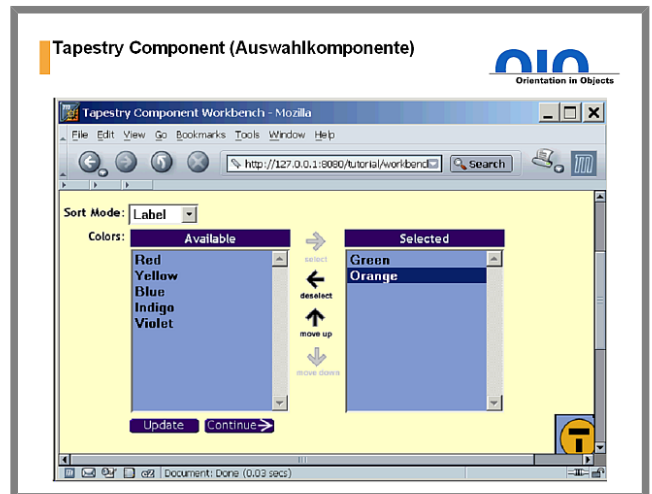 Tapestry Component (Auswahlkomponente)
OIO
Orientation in Objects
Tapestry Component Workbench - Mozilla
File Edit View Go Bookmarks Tools Window Help
http://127.0.0.1:8080/tutorial/workbend Search
Sort Mode: Label
Colors: Available Selected
Red
Yellow
Blue
Indigo
Violet
select
deselect
move up
move down
Green
Orange
Update Continue
T
Document: Done (0.03 secs)